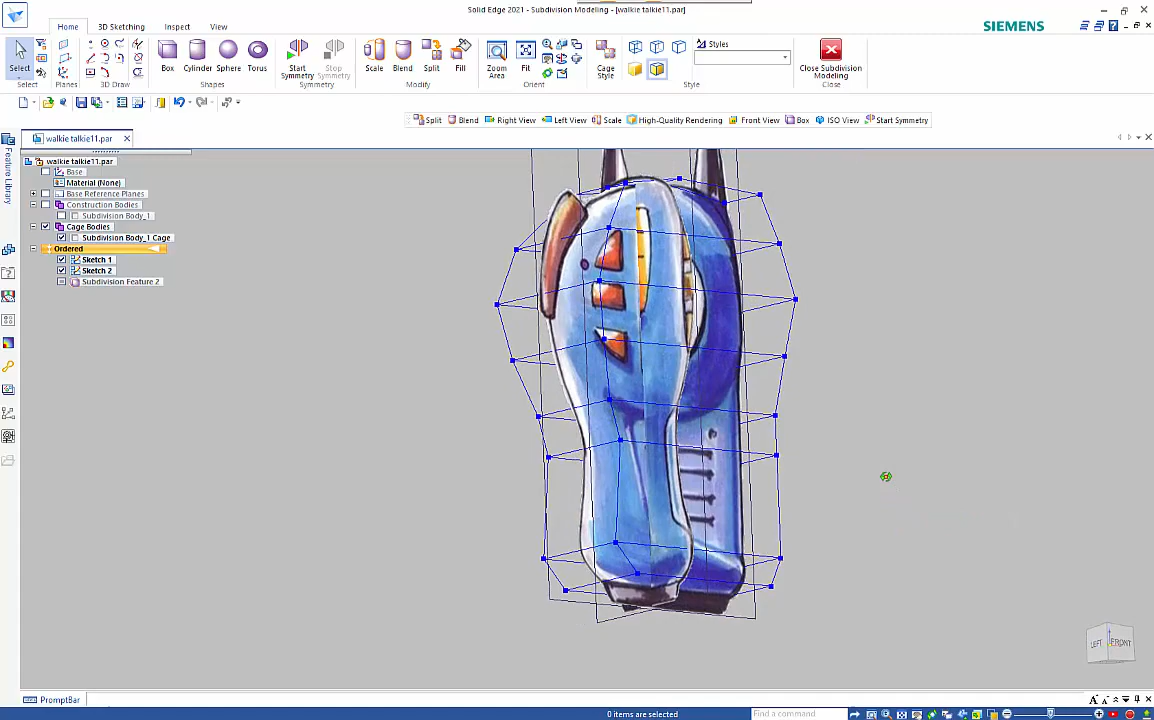 Solid Edge 2021 - Subdivision Modeling - [walkie talkie11.par]
Home 3D Sketching Inspect View
SIEMENS
Select
Box Cylinder Sphere Torus
Start Symmetry
Stop Symmetry
Scale Blend Split Fill
Zoom Area
Fit
Cage Style
Styles
Close Subdivision Modeling
Select Planes 3D Draw Shapes Symmetry Modify Orient Style Close
Split Blend Right View Left View Scale High-Quality Rendering Front View Box ISO View Start Symmetry
walkie talkie11.par
Feature Library
walkie talkie11.par
Base
Material (None)
Base Reference Planes
Construction Bodies
Subdivision Body_1
Cage Bodies
Subdivision Body_1 Cage
Ordered
Sketch 1
Sketch 2
Subdivision Feature 2
LEFT FRONT
PromptBar
0 items are selected
Find a command